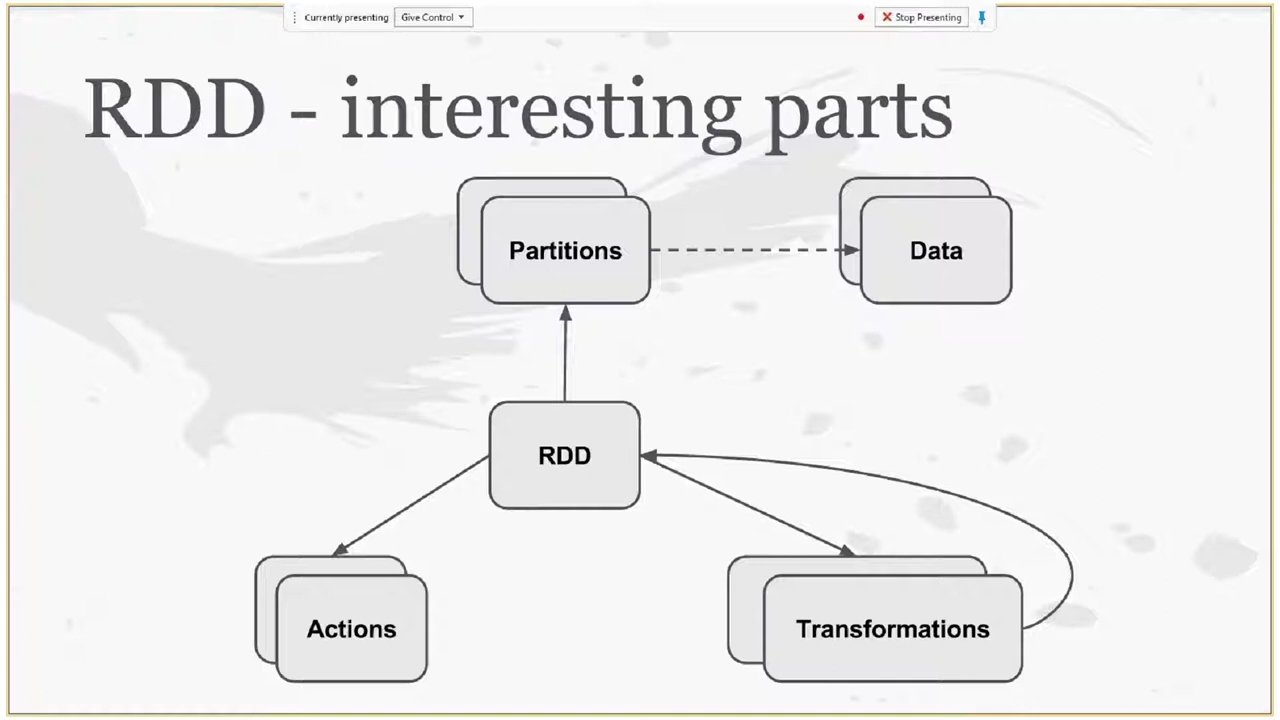 Currently presenting Give Control Stop Presenting
RDD - interesting parts
Partitions
Data
RDD
Actions
Transformations